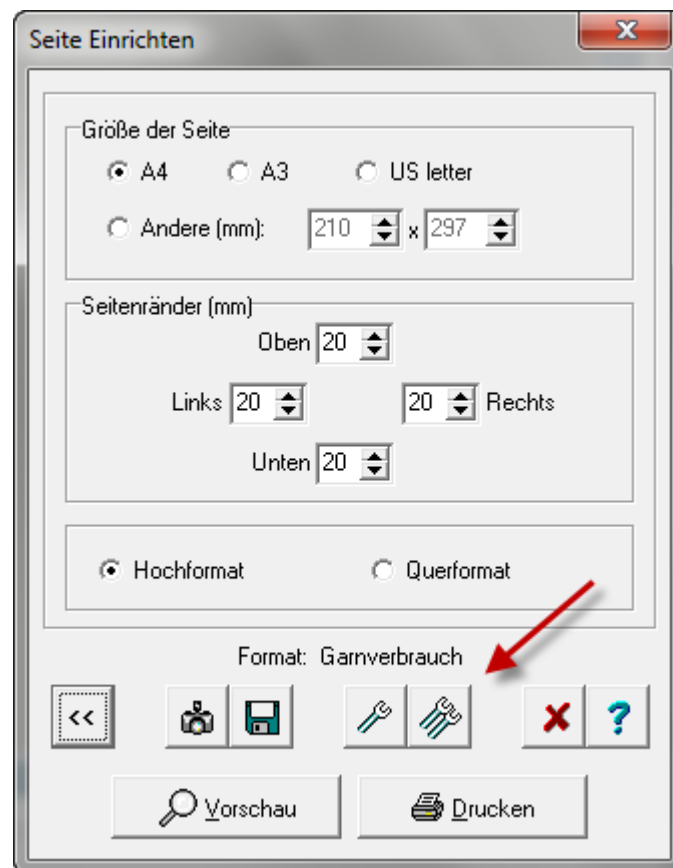 Seite Einrichten
Größe der Seite
A4 A3 US letter
Andere (mm): 210 x 297
Seitenränder (mm)
Oben 20
Links 20 20 Rechts
Unten 20
Hochformat Querformat
Format: Garnverbrauch
<< ?
Vorschau Drucken